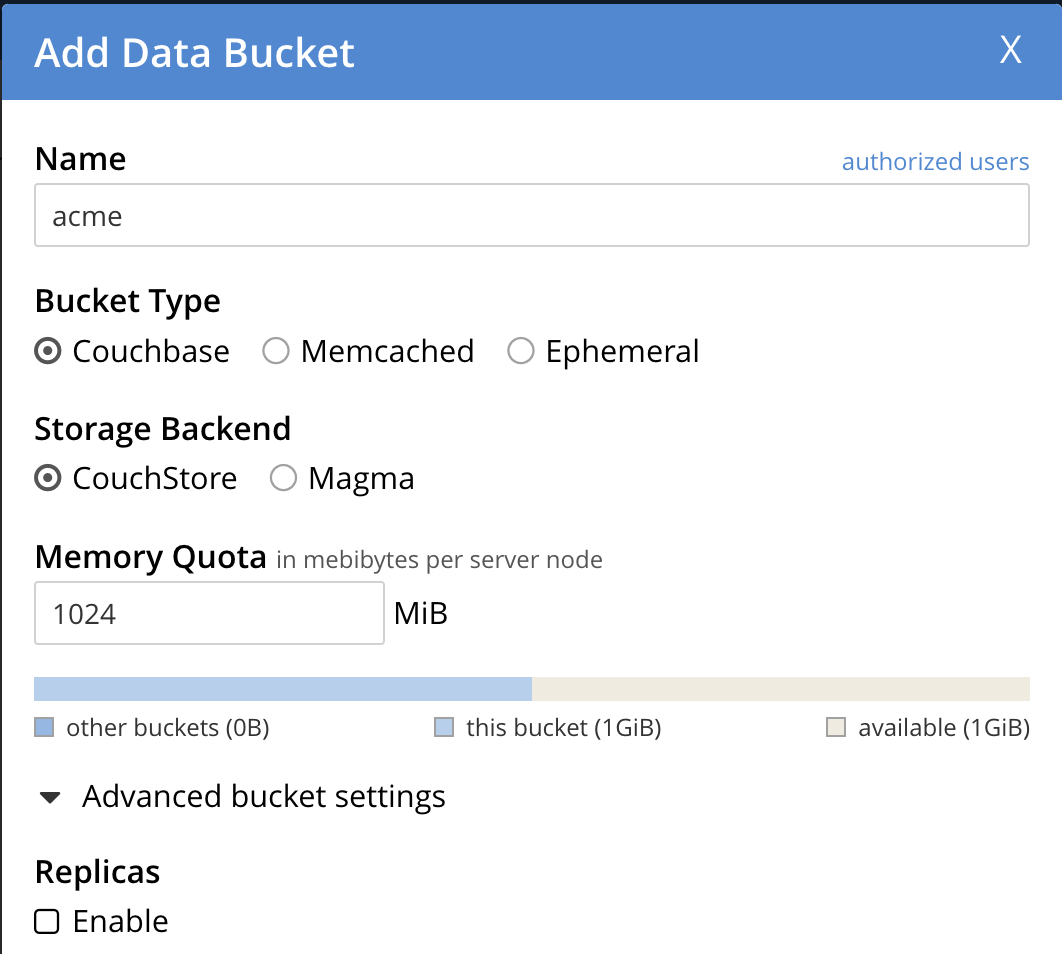 Add Data Bucket X
Name authorized users
acme
Bucket Type
Couchbase Memcached Ephemeral
Storage Backend
CouchStore Magma
Memory Quota in mebibytes per server node
1024 MiB
other buckets (0B) this bucket (1GiB) available (1GiB)
Advanced bucket settings
Replicas
Enable